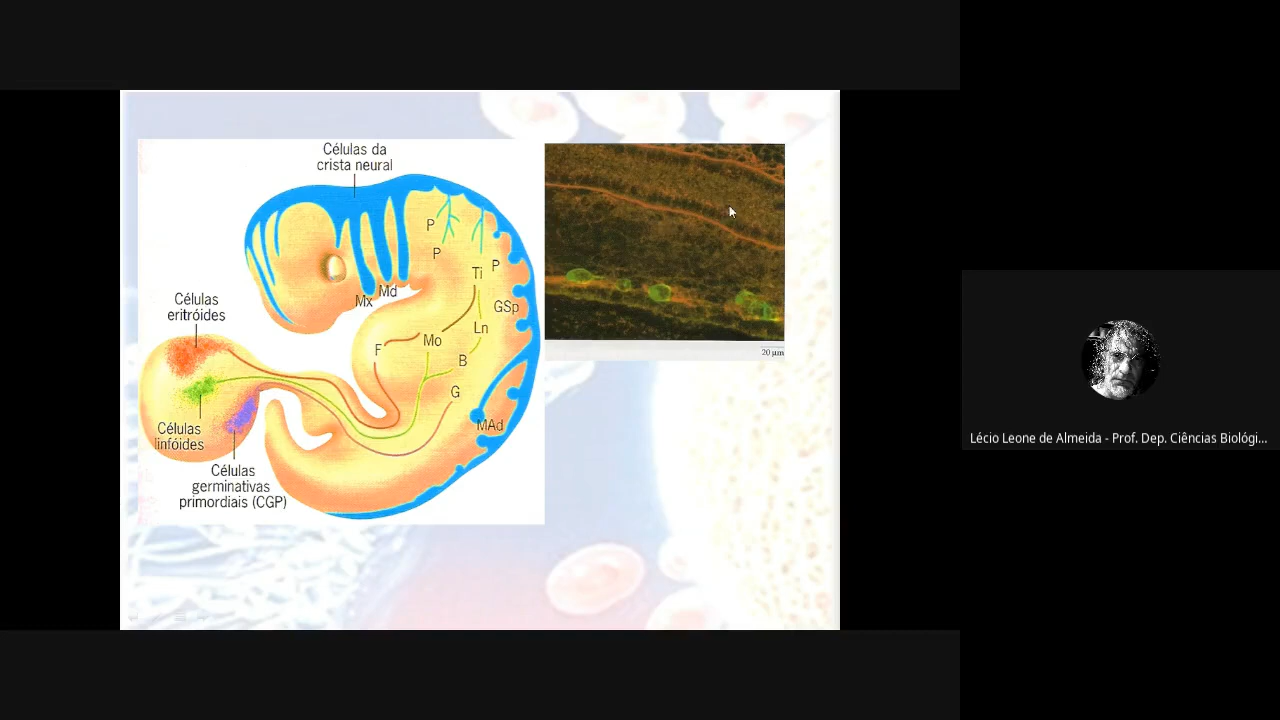 Células da
crista neural
P
P
P
Ti
Md
Mx
GSp
Células
eritróides
Ln
Mo
F
B
G
MAd
Células
linfóides
Células
germinativas
primordiais (CGP)
20 µm
Lécio Leone de Almeida - Prof. Dep. Ciências Biológi...